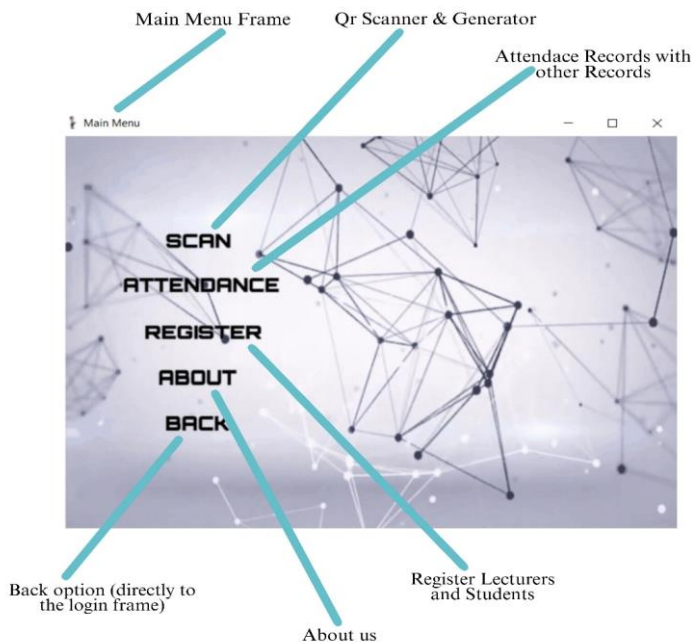 Main Menu Frame
Qr Scanner & Generator
Attendace Records with
other Records
Main Menu
SCAN
ATTENDANCE
REGISTER
ABOUT
BACK
Back option (directly to
the login frame)
Register Lecturers
and Students
About us